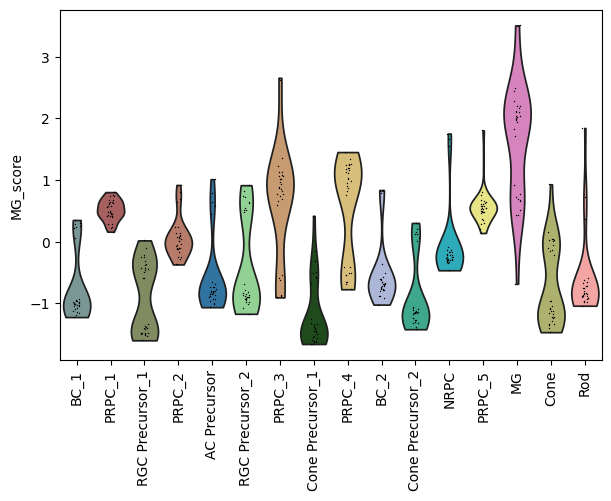 MG_score
3
2
1
0
−1
BC_1
PRPC_1
RGC Precursor_1
PRPC_2
AC Precursor
RGC Precursor_2
PRPC_3
Cone Precursor_1
PRPC_4
BC_2
Cone Precursor_2
NRPC
PRPC_5
MG
Cone
Rod